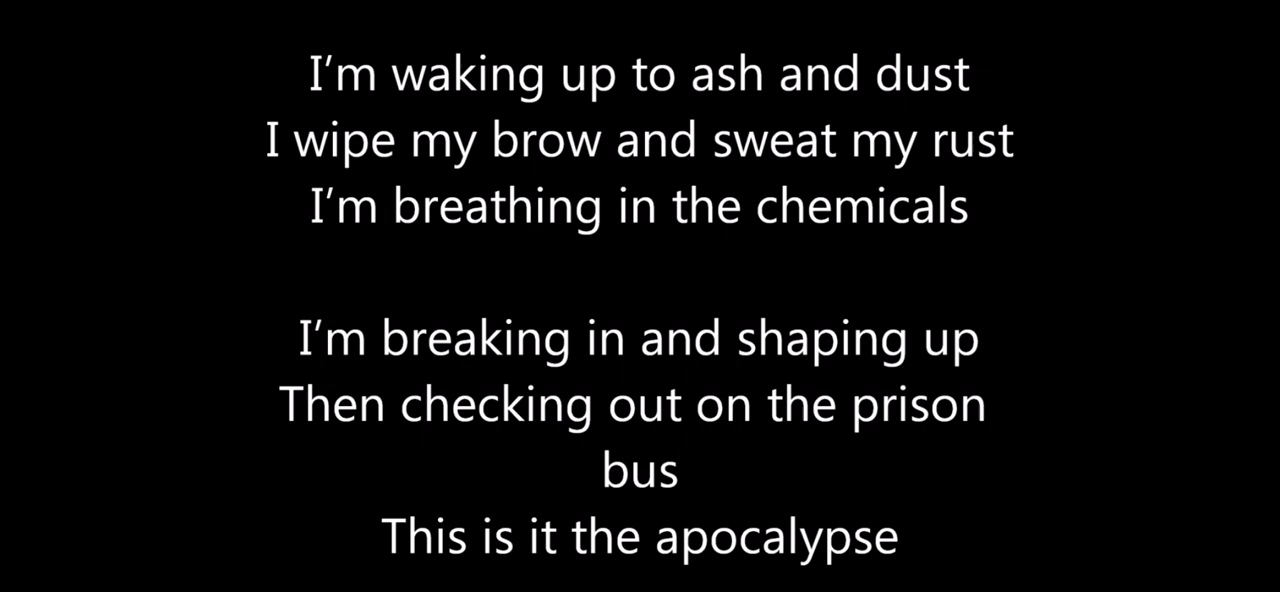 I’m waking up to ash and dust
I wipe my brow and sweat my rust
I’m breathing in the chemicals
I’m breaking in and shaping up
Then checking out on the prison
bus
This is it the apocalypse